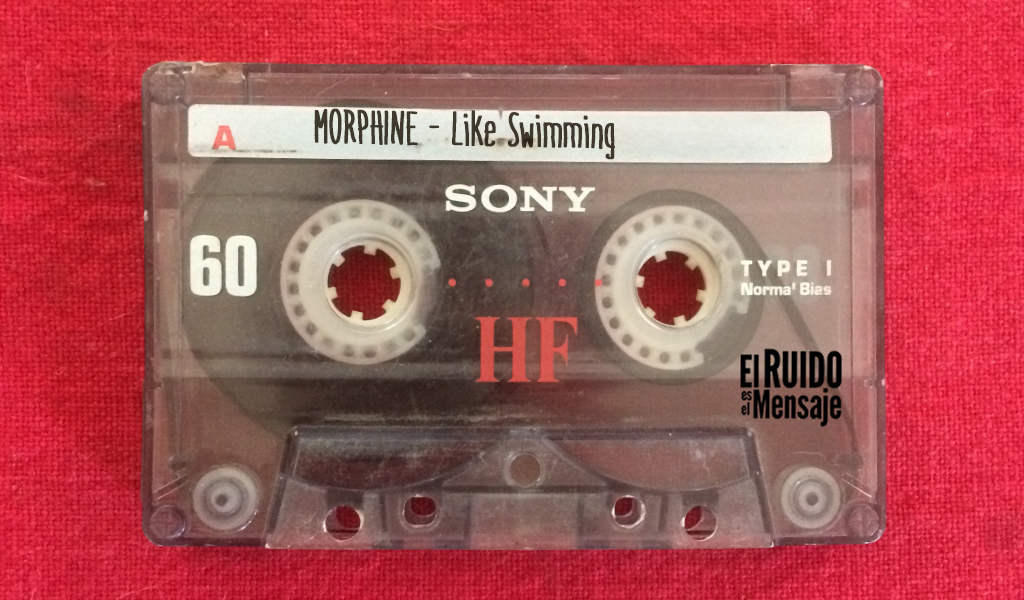 A
MORPHINE - Like Swimming
SONY
60
TYPE I
Normal Bias
HF
El RUIDO
es el Mensaje